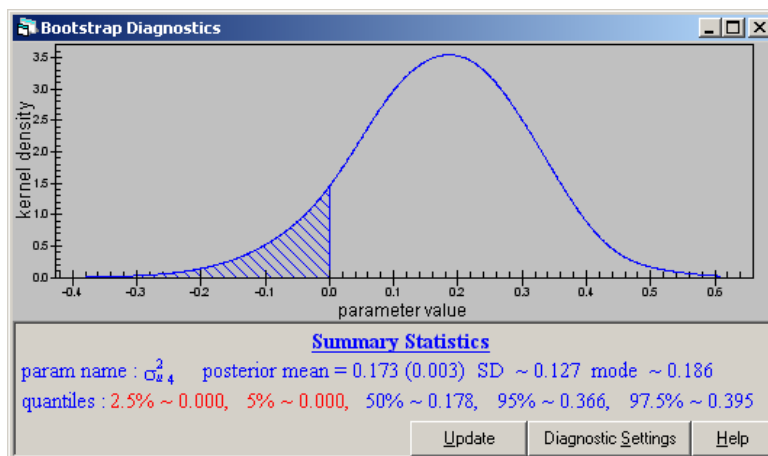 Bootstrap Diagnostics
kernel density
3.5
3.0
2.5
2.0
1.5
1.0
0.5
0.0
-0.4 -0.3 -0.2 -0.1 0.0 0.1 0.2 0.3 0.4 0.5 0.6
parameter value
Summary Statistics
param name : σ²u 4 posterior mean = 0.173 (0.003) SD ~ 0.127 mode ~ 0.186
quantiles : 2.5% ~ 0.000, 5% ~ 0.000, 50% ~ 0.178, 95% ~ 0.366, 97.5% ~ 0.395
Update Diagnostic Settings Help